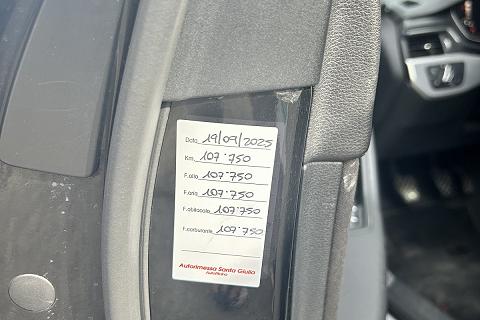 Data 19/09/2025
Km. 107.750
F.olio 107.750
F.aria 107.750
F.abitacolo 107.750
F.carburante 107.750
Autorimessa Santa Giulia
Autofficina